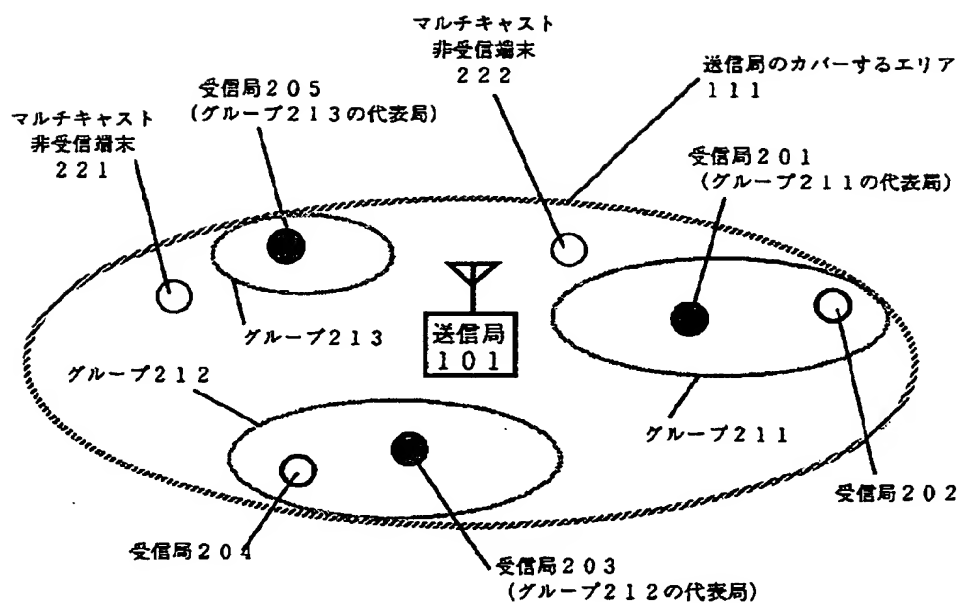 マルチキャスト
非受信端末
２２２
送信局のカバーするエリア
１１１
受信局２０５
（グループ２１３の代表局）
マルチキャスト
非受信端末
２２１
受信局２０１
（グループ２１１の代表局）
グループ２１３
送信局
１０１
グループ２１２
グループ２１１
受信局２０２
受信局２０４
受信局２０３
（グループ２１２の代表局）